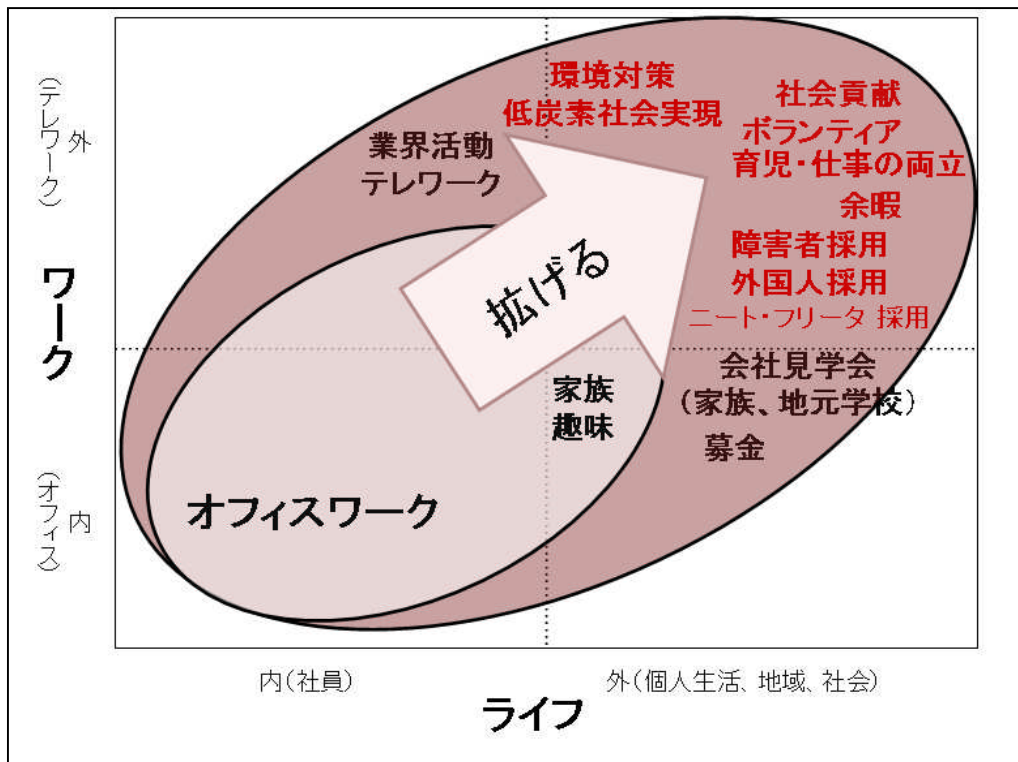 環境対策
低炭素社会実現
社会貢献
ボランティア
育児・仕事の両立
余暇
障害者採用
外国人採用
ニート・フリータ 採用
業界活動
テレワーク
拡げる
家族
趣味
会社見学会
(家族、地元学校)
募金
オフィスワーク
外
(テレワーク)
ワーク
内
(オフィス)
内(社員)
外(個人生活、地域、社会)
ライフ